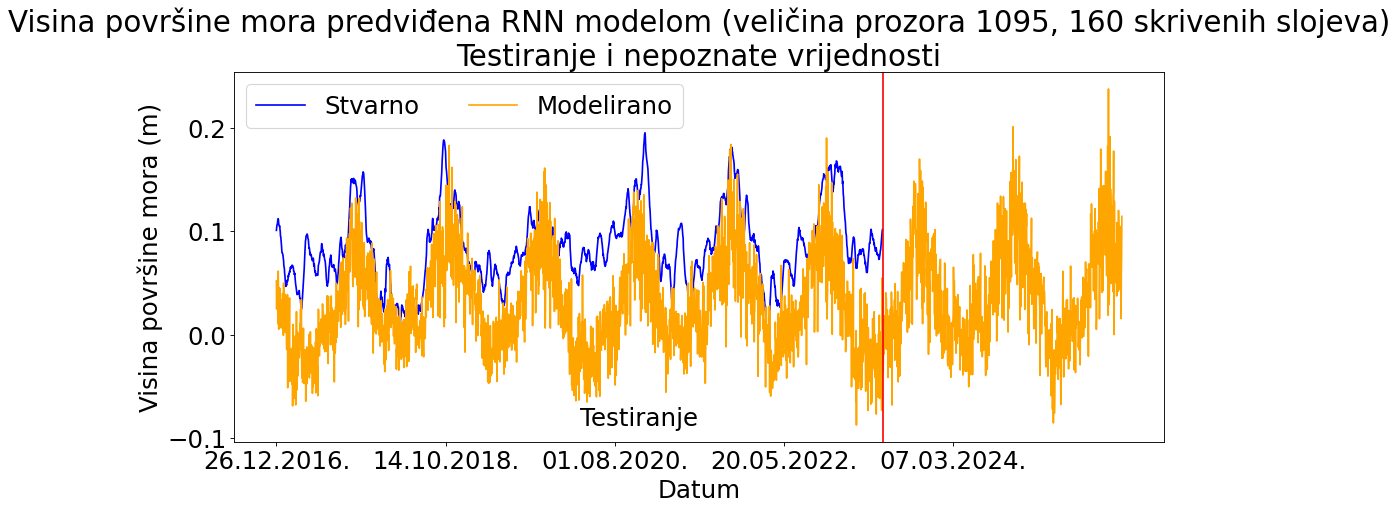 Visina površine mora predviđena RNN modelom (veličina prozora 1095, 160 skrivenih slojeva)
Testiranje i nepoznate vrijednosti
Stvarno Modelirano
Visina površine mora (m)
0.2
0.1
0.0
−0.1
Testiranje
26.12.2016. 14.10.2018. 01.08.2020. 20.05.2022. 07.03.2024.
Datum